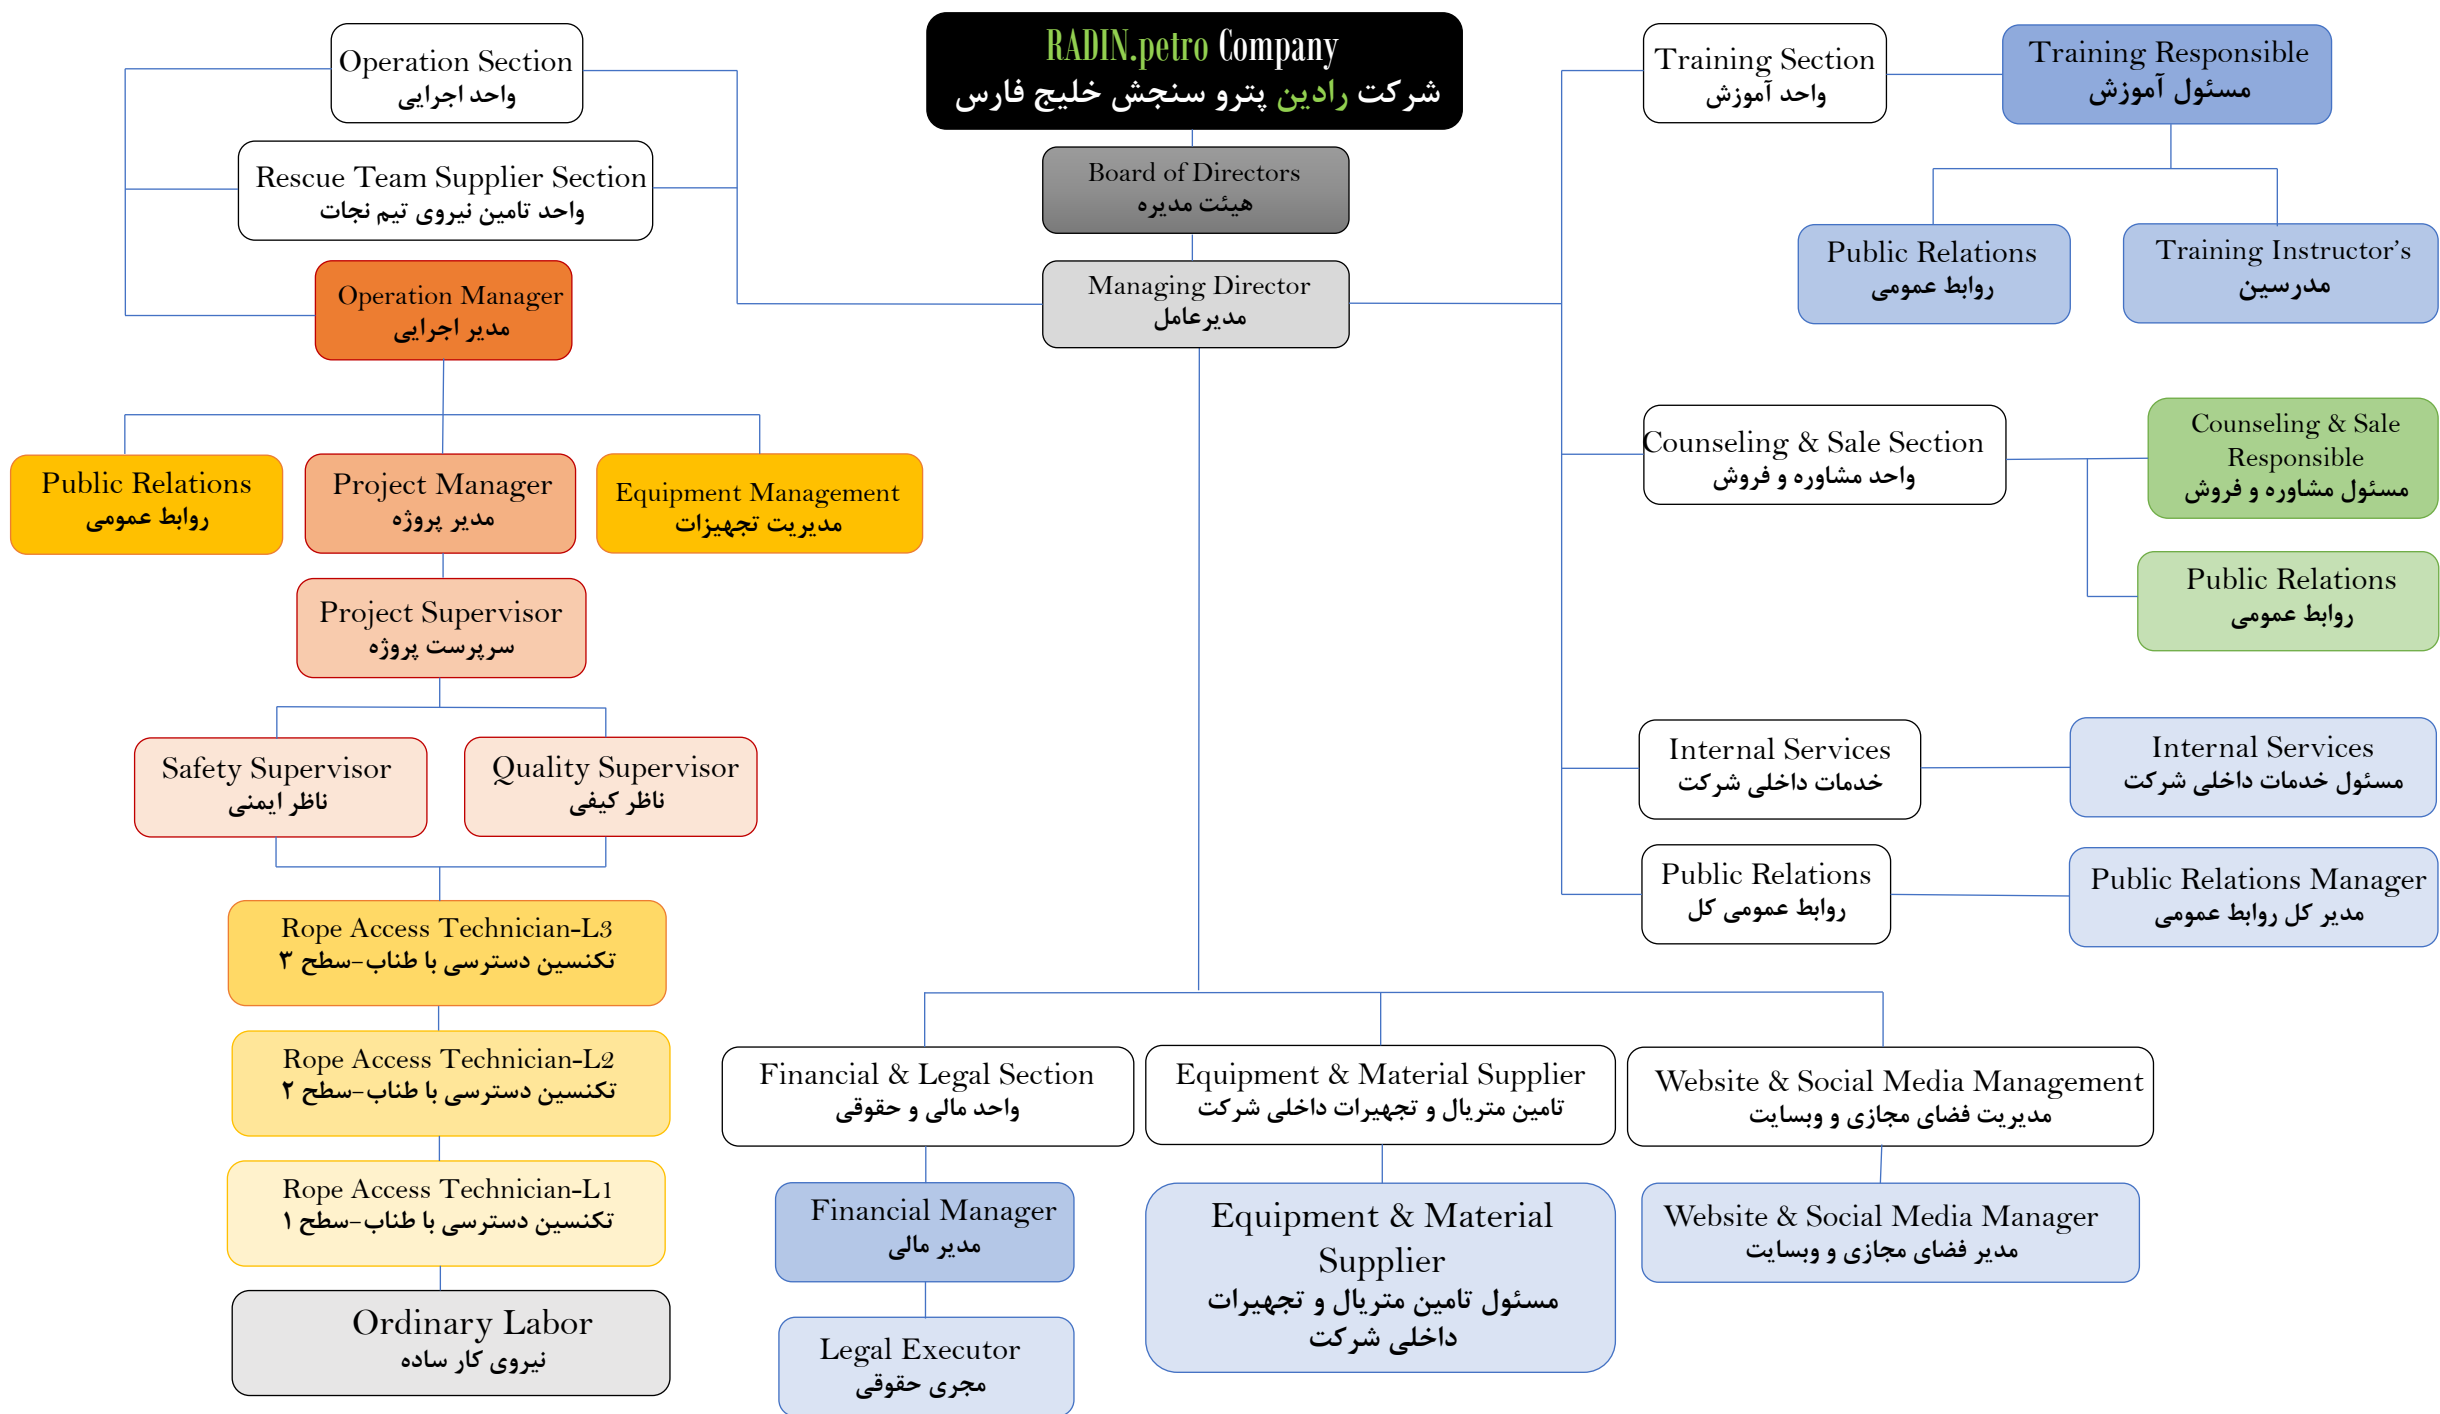 RADIN.petro Company
شرکت رادین پترو سنجش خلیج فارس
Board of Directors
هیئت مدیره
Managing Director
مدیرعامل
Operation Section
واحد اجرایی
Rescue Team Supplier Section
واحد تامین نیروی تیم نجات
Operation Manager
مدیر اجرایی
Public Relations
روابط عمومی
Project Manager
مدیر پروژه
Equipment Management
مدیریت تجهیزات
Project Supervisor
سرپرست پروژه
Safety Supervisor
ناظر ایمنی
Quality Supervisor
ناظر کیفی
Rope Access Technician-L3
تکنسین دسترسی با طناب-سطح ۳
Rope Access Technician-L2
تکنسین دسترسی با طناب-سطح ۲
Rope Access Technician-L1
تکنسین دسترسی با طناب-سطح ۱
Ordinary Labor
نیروی کار ساده
Training Section
واحد آموزش
Training Responsible
مسئول آموزش
Public Relations
روابط عمومی
Training Instructor's
مدرسین
Counseling & Sale Section
واحد مشاوره و فروش
Counseling & Sale
Responsible
مسئول مشاوره و فروش
Public Relations
روابط عمومی
Internal Services
خدمات داخلی شرکت
Internal Services
مسئول خدمات داخلی شرکت
Public Relations
روابط عمومی کل
Public Relations Manager
مدیر کل روابط عمومی
Financial & Legal Section
واحد مالی و حقوقی
Financial Manager
مدیر مالی
Legal Executor
مجری حقوقی
Equipment & Material Supplier
تامین متریال و تجهیرات داخلی شرکت
Equipment & Material
Supplier
مسئول تامین متریال و تجهیرات
داخلی شرکت
Website & Social Media Management
مدیریت فضای مجازی و وبسایت
Website & Social Media Manager
مدیر فضای مجازی و وبسایت